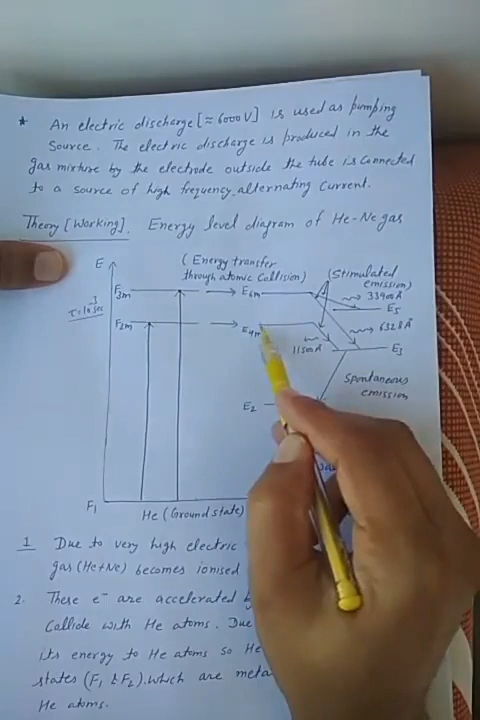 * An electric discharge [≈ 6000 V] is used as pumping
source. The electric discharge is produced in the
gas mixture by the electrode outside the tube is connected
to a source of high frequency alternating current.
Theory [Working]. Energy level diagram of He-Ne gas
E
(Energy transfer
through atomic Collision)
(Stimulated
emission)
F3m
E6m
33900Å
E5
τ=10⁻³sec
F2m
E4m
6328Å
11500Å
E3
Spontaneous
emission
E2
F1
He (Ground state)
1 Due to very high electric
gas (He+Ne) becomes ionised
2. These e⁻ are accelerated
Collide with He atoms. Due
its energy to He atoms so He
states (F1 & F2). which are meta
He atoms.